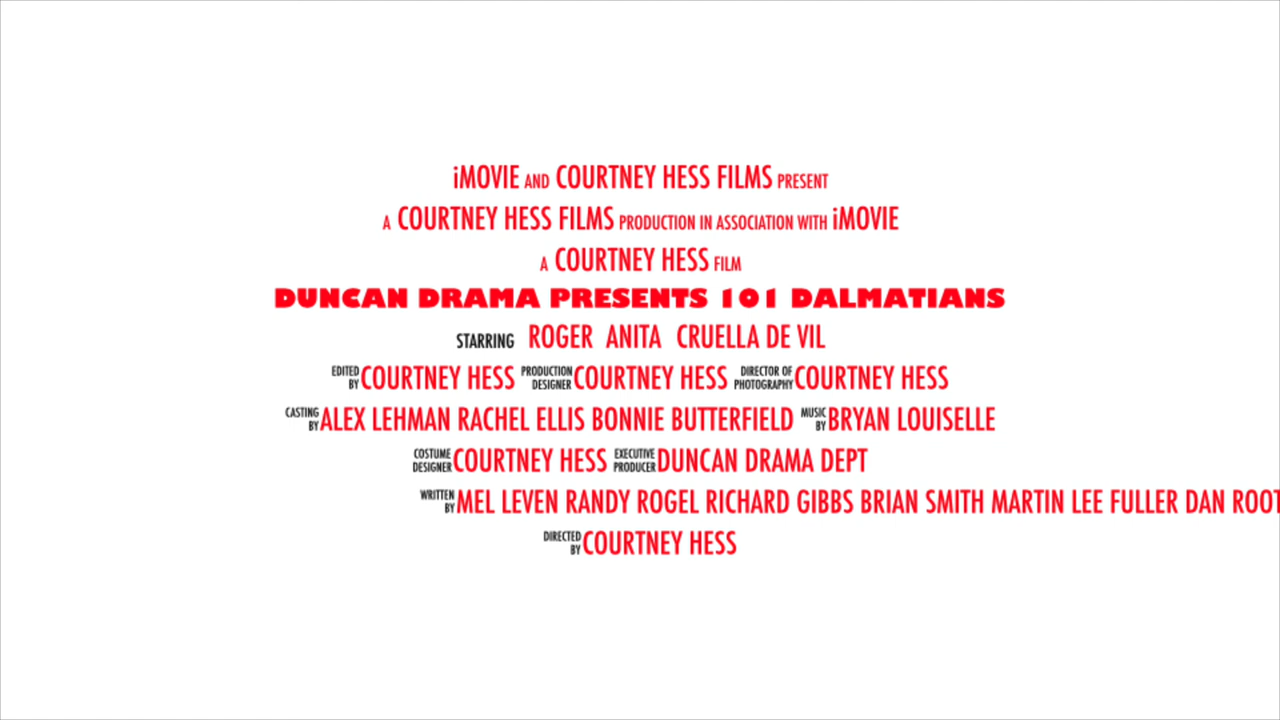 iMOVIE AND COURTNEY HESS FILMS PRESENT
A COURTNEY HESS FILMS PRODUCTION IN ASSOCIATION WITH iMOVIE
A COURTNEY HESS FILM
DUNCAN DRAMA PRESENTS 101 DALMATIANS
STARRING ROGER ANITA CRUELLA DE VIL
EDITED BY COURTNEY HESS PRODUCTION DESIGNER COURTNEY HESS DIRECTOR OF PHOTOGRAPHY COURTNEY HESS
CASTING BY ALEX LEHMAN RACHEL ELLIS BONNIE BUTTERFIELD MUSIC BY BRYAN LOUISELLE
COSTUME DESIGNER COURTNEY HESS EXECUTIVE PRODUCER DUNCAN DRAMA DEPT
WRITTEN BY MEL LEVEN RANDY ROGEL RICHARD GIBBS BRIAN SMITH MARTIN LEE FULLER DAN ROOT
DIRECTED BY COURTNEY HESS